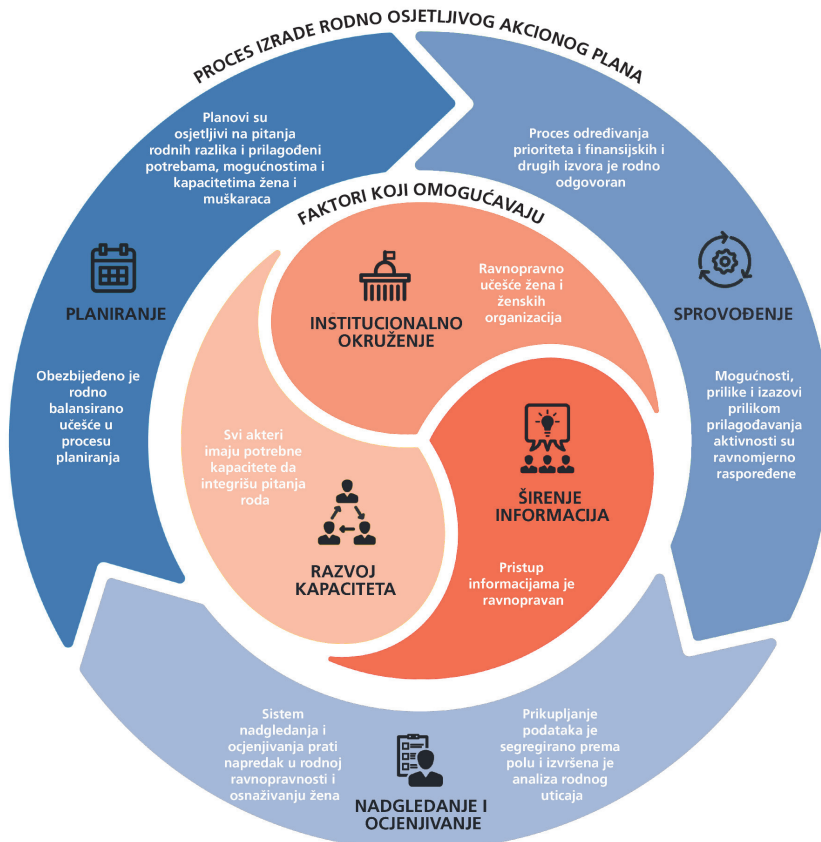 PROCES IZRADE RODNO OSJETLJIVOG AKCIONOG PLANA
Planovi su
osjetljivi na pitanja
rodnih razlika i prilagođeni
potrebama, mogućnostima i
kapacitetima žena i
muškaraca
PLANIRANJE
Obezbijeđeno je
rodno
balansirano
učešće u
procesu
planiranja
Proces određivanja
prioriteta i finansijskih i
drugih izvora je rodno
odgovoran
SPROVOĐENJE
Mogućnosti,
prilike i izazovi
prilikom
prilagođavanja
aktivnosti su
ravnomjerno
raspoređene
FAKTORI KOJI OMOGUĆAVAJU
INSTITUCIONALNO
OKRUŽENJE
Ravnopravno
učešće žena i
ženskih
organizacija
Svi akteri
imaju potrebne
kapacitete da
integrišu pitanja
roda
RAZVOJ
KAPACITETA
ŠIRENJE
INFORMACIJA
Pristup
informacijama je
ravnopravan
Sistem
nadgledanja i
ocjenjivanja prati
napredak u rodnoj
ravnopravnosti i
osnaživanju žena
NADGLEDANJE I
OCJENJIVANJE
Prikupljanje
podataka je
segregirano prema
polu i izvršena je
analiza rodnog
uticaja